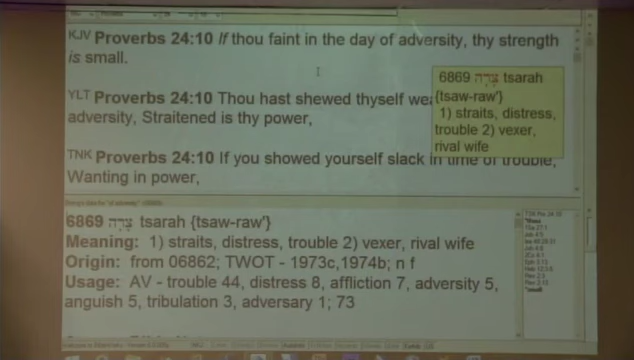 KJV Proverbs 24:10 If thou faint in the day of adversity, thy strength
is small.
YLT Proverbs 24:10 Thou hast shewed thyself wea
adversity, Straitened is thy power,
TNK Proverbs 24:10 If you showed yourself slack in time of trouble,
Wanting in power,
6869 צָרָה tsarah
{tsaw-raw'}
1) straits, distress,
trouble 2) vexer,
rival wife
6869 צָרָה tsarah {tsaw-raw'}
Meaning: 1) straits, distress, trouble 2) vexer, rival wife
Origin: from 06862; TWOT - 1973c,1974b; n f
Usage: AV - trouble 44, distress 8, affliction 7, adversity 5,
anguish 5, tribulation 3, adversary 1; 73